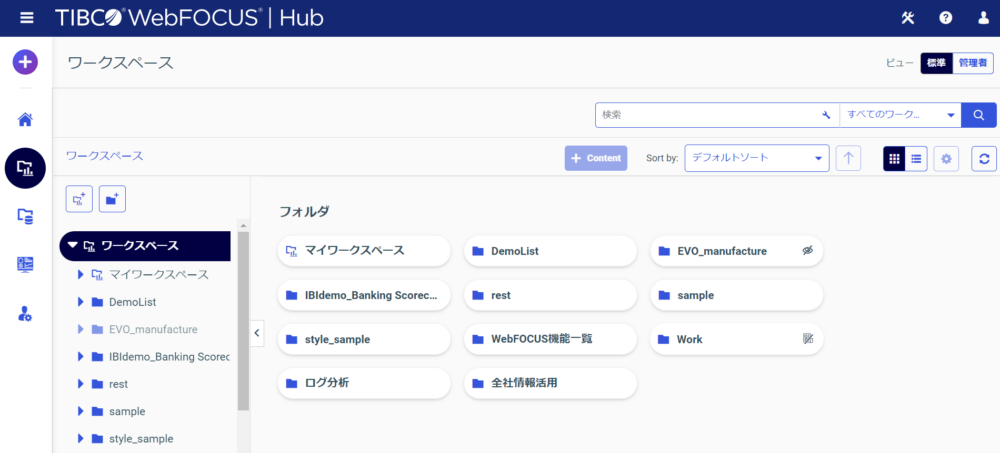 TIBCO® WebFOCUS® | Hub
ワークスペース
ビュー 標準 管理者
検索 すべてのワーク...
ワークスペース
+ Content
Sort by: デフォルトソート
ワークスペース
マイワークスペース
DemoList
EVO_manufacture
IBIdemo_Banking Scorec
rest
sample
style_sample
フォルダ
マイワークスペース
DemoList
EVO_manufacture
IBIdemo_Banking Scorec...
rest
sample
style_sample
WebFOCUS機能一覧
Work
ログ分析
全社情報活用